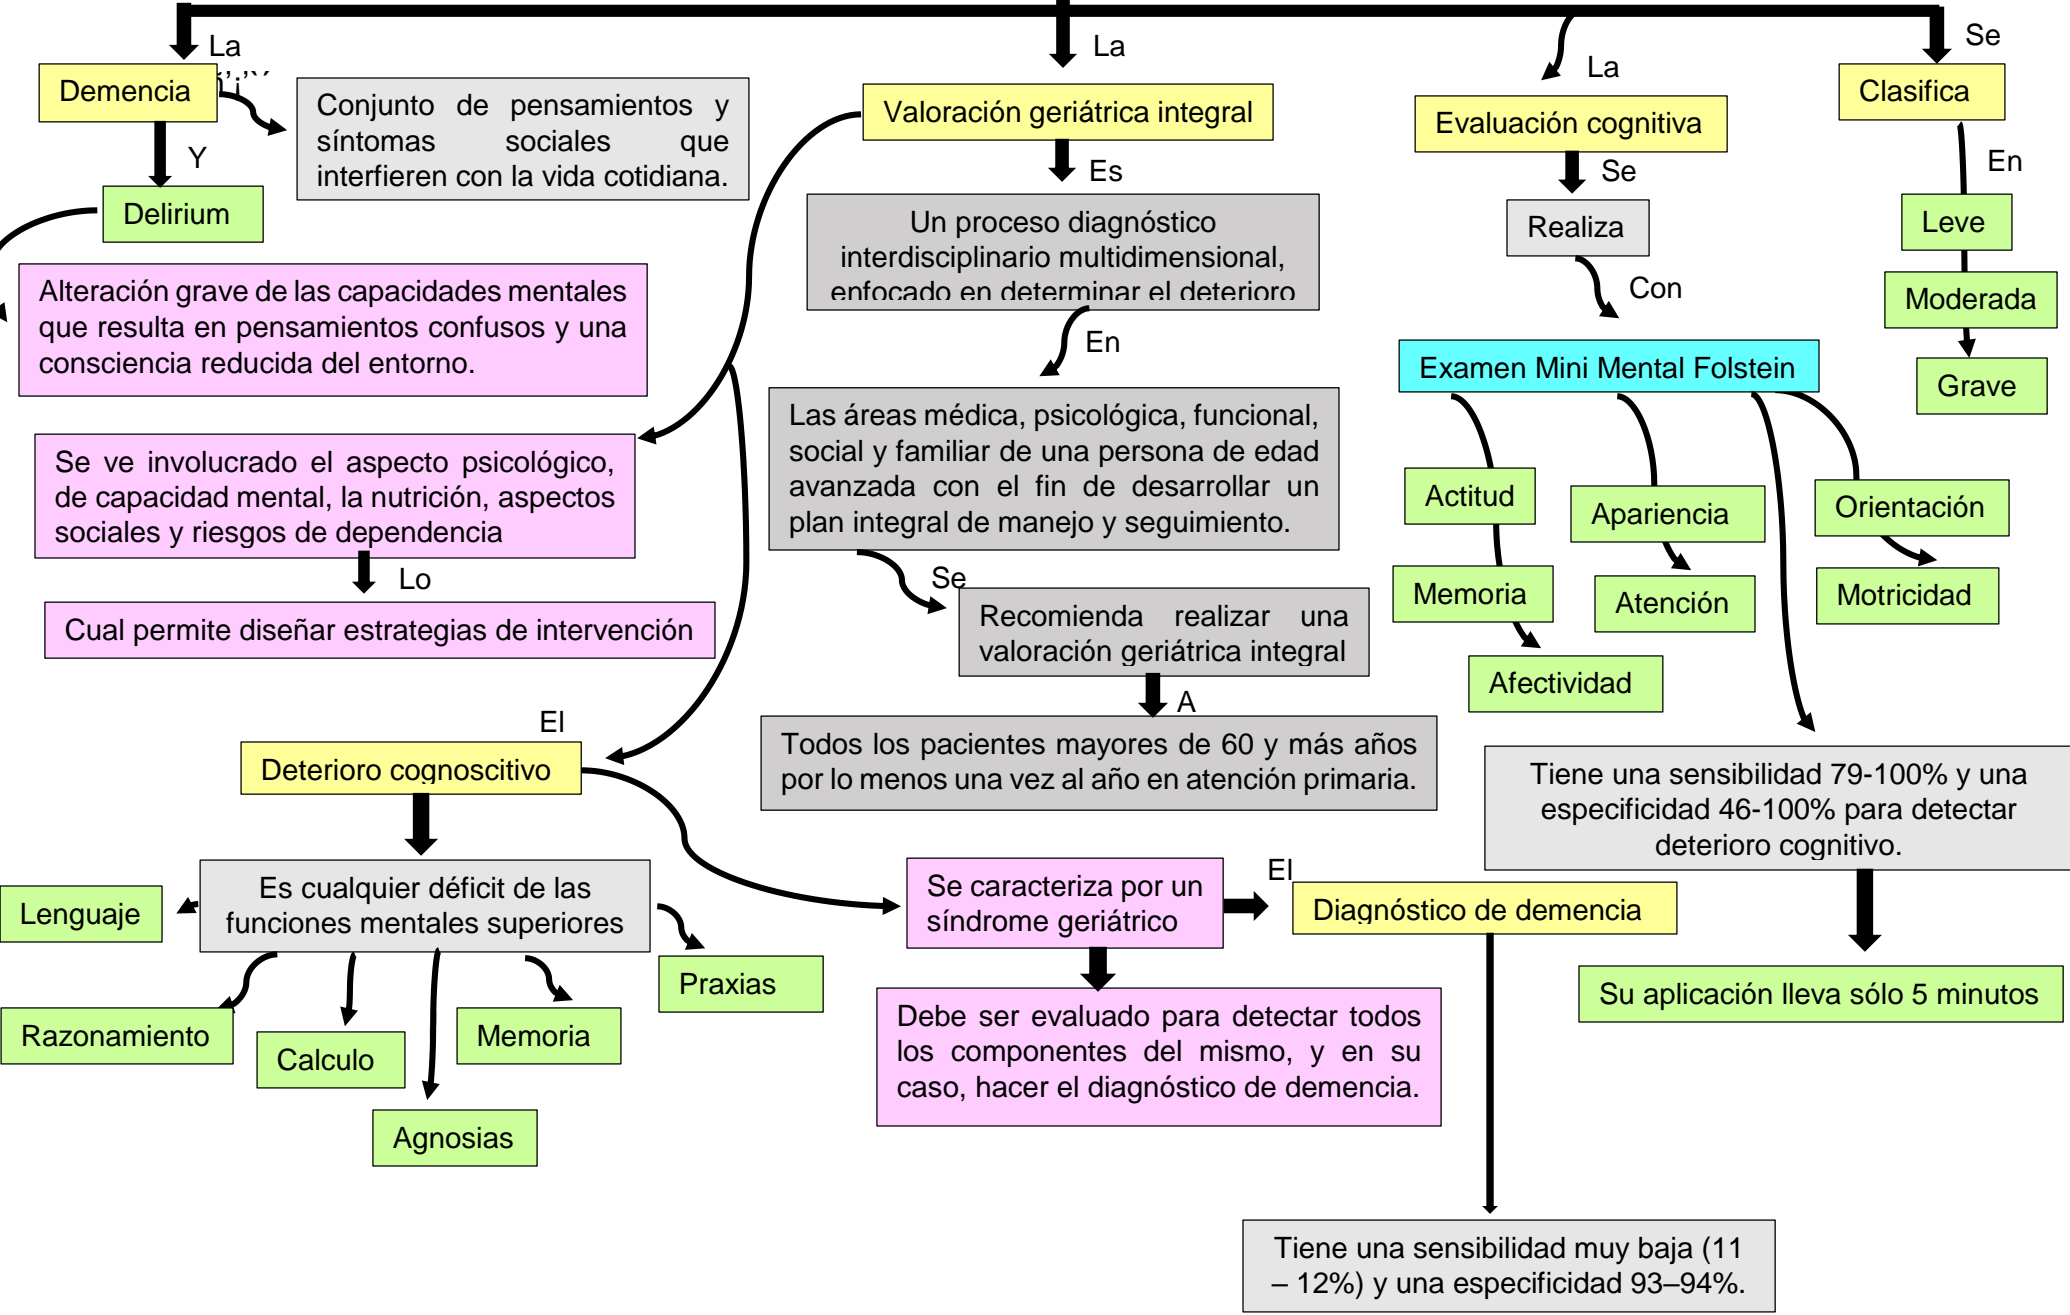 La
Demencia
Conjunto de pensamientos y
síntomas sociales que
interfieren con la vida cotidiana.
Y
Delirium
Alteración grave de las capacidades mentales
que resulta en pensamientos confusos y una
consciencia reducida del entorno.
La
Valoración geriátrica integral
Es
Un proceso diagnóstico
interdisciplinario multidimensional,
enfocado en determinar el deterioro
En
Las áreas médica, psicológica, funcional,
social y familiar de una persona de edad
avanzada con el fin de desarrollar un
plan integral de manejo y seguimiento.
Se
Recomienda realizar una
valoración geriátrica integral
A
Todos los pacientes mayores de 60 y más años
por lo menos una vez al año en atención primaria.
Se ve involucrado el aspecto psicológico,
de capacidad mental, la nutrición, aspectos
sociales y riesgos de dependencia
Lo
Cual permite diseñar estrategias de intervención
El
Deterioro cognoscitivo
Es cualquier déficit de las
funciones mentales superiores
Lenguaje
Razonamiento
Calculo
Agnosias
Memoria
Praxias
Se caracteriza por un
síndrome geriátrico
Debe ser evaluado para detectar todos
los componentes del mismo, y en su
caso, hacer el diagnóstico de demencia.
El
Diagnóstico de demencia
Tiene una sensibilidad muy baja (11
– 12%) y una especificidad 93–94%.
La
Evaluación cognitiva
Se
Realiza
Con
Examen Mini Mental Folstein
Actitud
Memoria
Afectividad
Apariencia
Atención
Orientación
Motricidad
Tiene una sensibilidad 79-100% y una
especificidad 46-100% para detectar
deterioro cognitivo.
Su aplicación lleva sólo 5 minutos
Se
Clasifica
En
Leve
Moderada
Grave